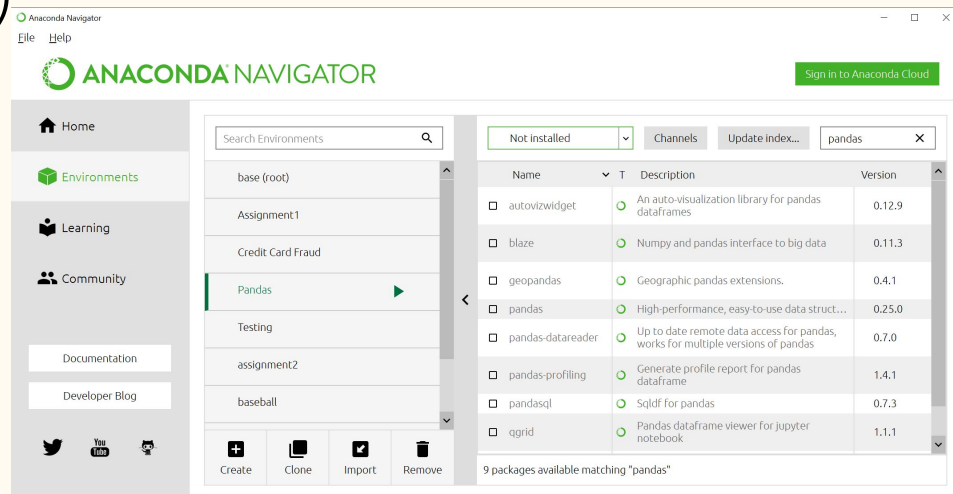 Anaconda Navigator
File Help
ANACONDA NAVIGATOR
Sign in to Anaconda Cloud
Home
Environments
Learning
Community
Documentation
Developer Blog
You
Tube
Search Environments
base (root)
Assignment1
Credit Card Fraud
Pandas
Testing
assignment2
baseball
Create Clone Import Remove
Not installed Channels Update index... pandas X
Name T Description Version
autovizwidget An auto-visualization library for pandas
dataframes 0.12.9
blaze Numpy and pandas interface to big data 0.11.3
geopandas Geographic pandas extensions. 0.4.1
pandas High-performance, easy-to-use data struct... 0.25.0
pandas-datareader Up to date remote data access for pandas,
works for multiple versions of pandas 0.7.0
pandas-profiling Generate profile report for pandas
dataframe 1.4.1
pandasql Sqldf for pandas 0.7.3
qgrid Pandas dataframe viewer for jupyter
notebook 1.1.1
9 packages available matching "pandas"